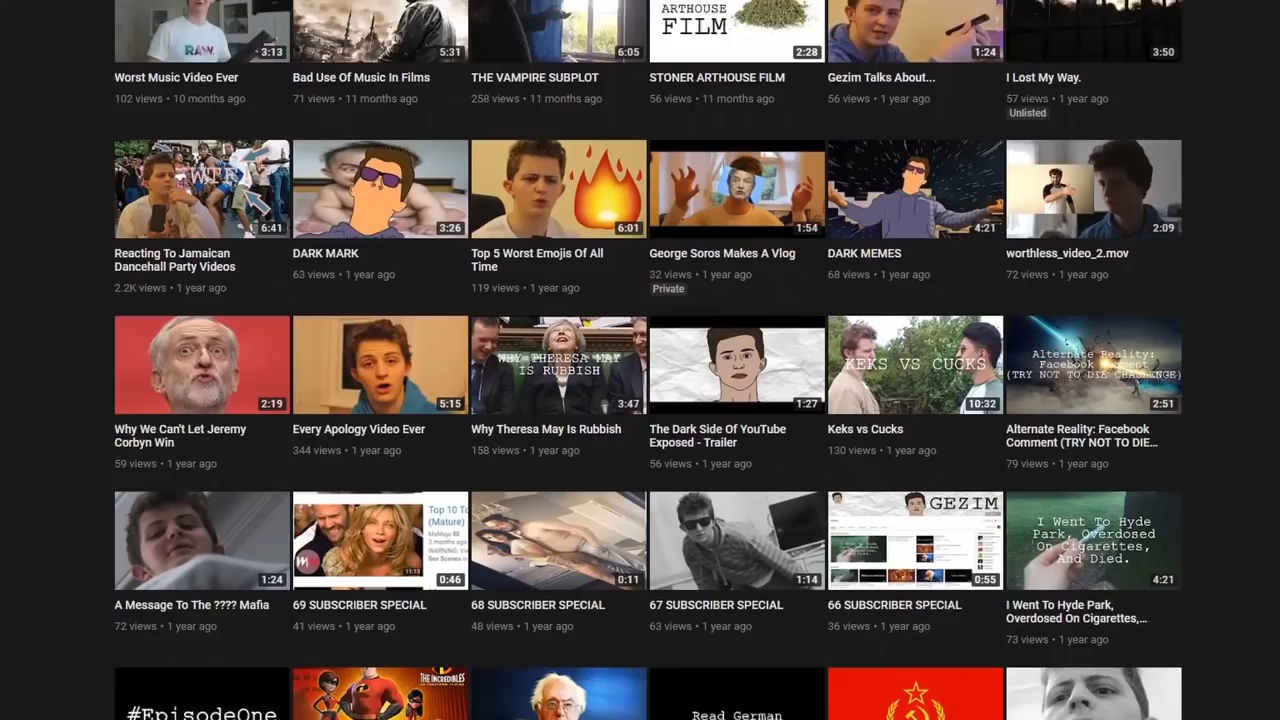 RAW.
3:13
5:31
6:05
ARTHOUSE
FILM
2:28
1:24
3:50
Worst Music Video Ever
Bad Use Of Music In Films
THE VAMPIRE SUBPLOT
STONER ARTHOUSE FILM
Gezim Talks About...
I Lost My Way.
102 views • 10 months ago
71 views • 11 months ago
258 views • 11 months ago
56 views • 11 months ago
56 views • 1 year ago
57 views • 1 year ago
Unlisted
WTF
6:41
3:26
6:01
1:54
4:21
2:09
Reacting To Jamaican
Dancehall Party Videos
DARK MARK
Top 5 Worst Emojis Of All
Time
George Soros Makes A Vlog
DARK MEMES
worthless_video_2.mov
2.2K views • 1 year ago
63 views • 1 year ago
119 views • 1 year ago
32 views • 1 year ago
Private
68 views • 1 year ago
72 views • 1 year ago
2:19
5:15
WHY THERESA MAY
IS RUBBISH
3:47
1:27
KEKS VS CUCKS
10:32
Alternate Reality:
Facebook Comment
(TRY NOT TO DIE CHALLENGE)
2:51
Why We Can't Let Jeremy
Corbyn Win
Every Apology Video Ever
Why Theresa May Is Rubbish
The Dark Side Of YouTube
Exposed - Trailer
Keks vs Cucks
Alternate Reality: Facebook
Comment (TRY NOT TO DIE...
59 views • 1 year ago
344 views • 1 year ago
158 views • 1 year ago
56 views • 1 year ago
130 views • 1 year ago
79 views • 1 year ago
1:24
Top 10 To
(Mature)
MsMojo
3 months ago
WARNING: V
Sex Scenes in
11:13
0:46
0:11
1:14
GEZIM
0:55
I Went To Hyde
Park, Overdosed
On Cigarettes,
And Died.
4:21
A Message To The ???? Mafia
69 SUBSCRIBER SPECIAL
68 SUBSCRIBER SPECIAL
67 SUBSCRIBER SPECIAL
66 SUBSCRIBER SPECIAL
I Went To Hyde Park,
Overdosed On Cigarettes,...
72 views • 1 year ago
41 views • 1 year ago
48 views • 1 year ago
63 views • 1 year ago
36 views • 1 year ago
73 views • 1 year ago
#EpisodeOne
THE INCREDIBLES
Read German